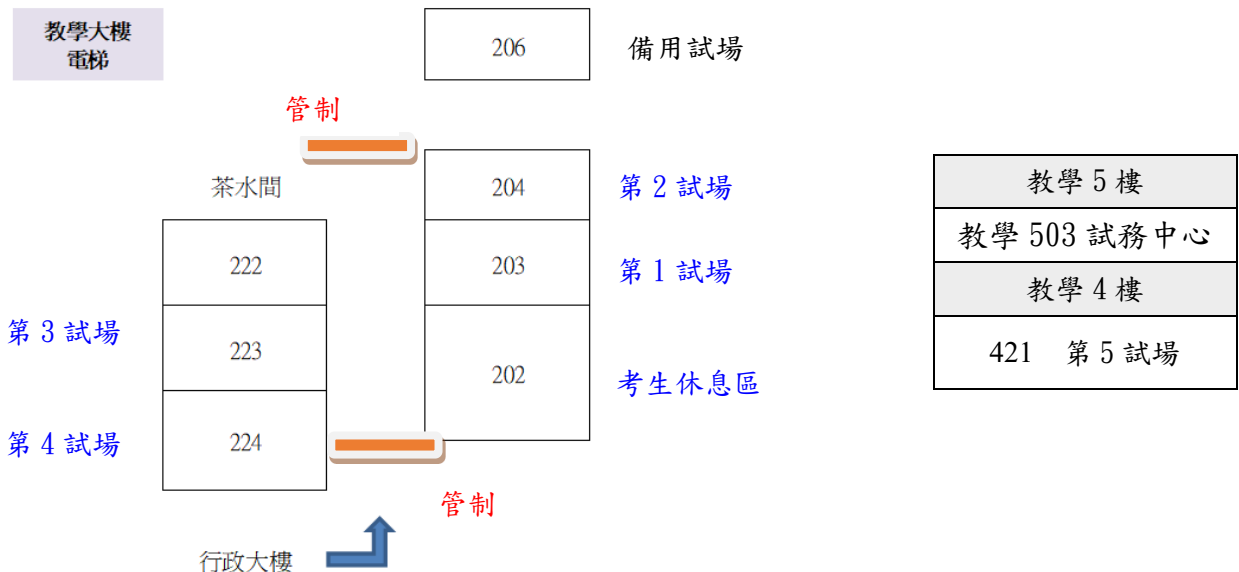 教學大樓
電梯
206
備用試場
管制
茶水間
204
第 2 試場
222
203
第 1 試場
第 3 試場
223
202
考生休息區
第 4 試場
224
管制
行政大樓
教學 5 樓
教學 503 試務中心
教學 4 樓
421 第 5 試場